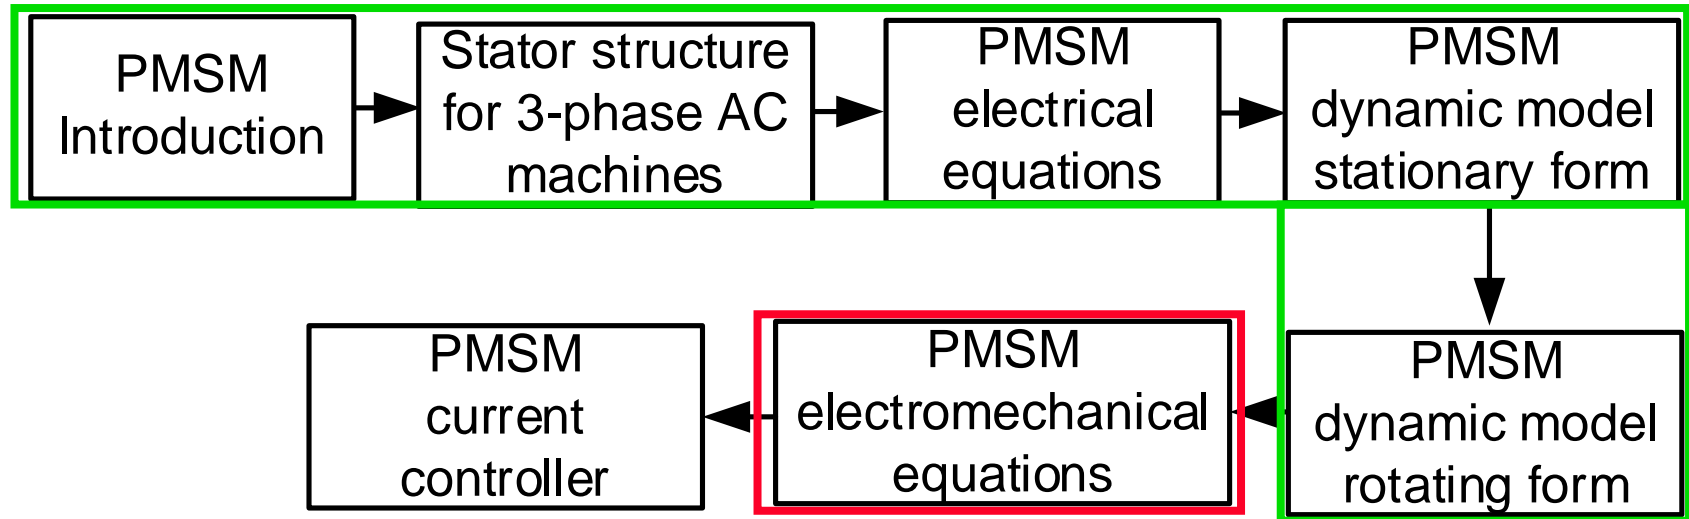 PMSM
Introduction
Stator structure
for 3-phase AC
machines
PMSM
electrical
equations
PMSM
dynamic model
stationary form
PMSM
dynamic model
rotating form
PMSM
electromechanical
equations
PMSM
current
controller